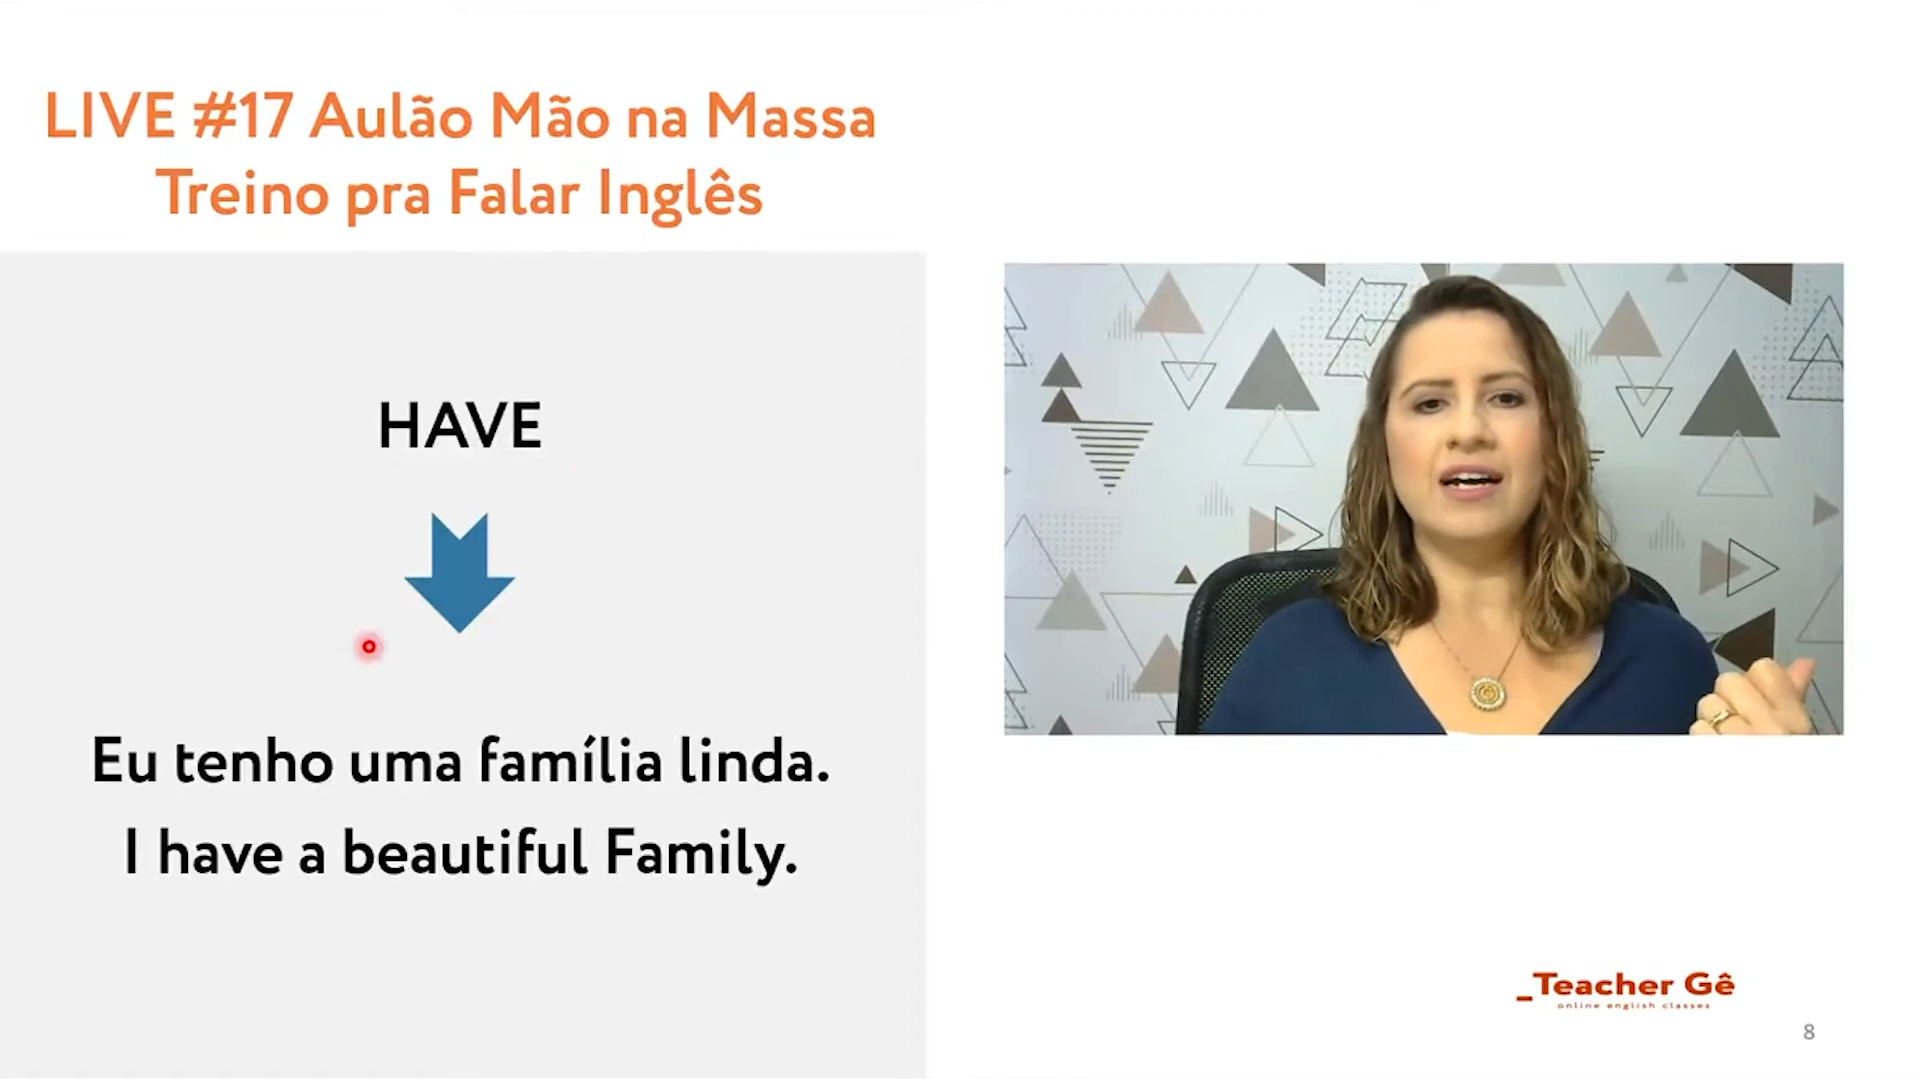 LIVE #17 Aulão Mão na Massa
Treino pra Falar Inglês
HAVE
Eu tenho uma família linda.
I have a beautiful Family.
_Teacher Gê
online english classes
8